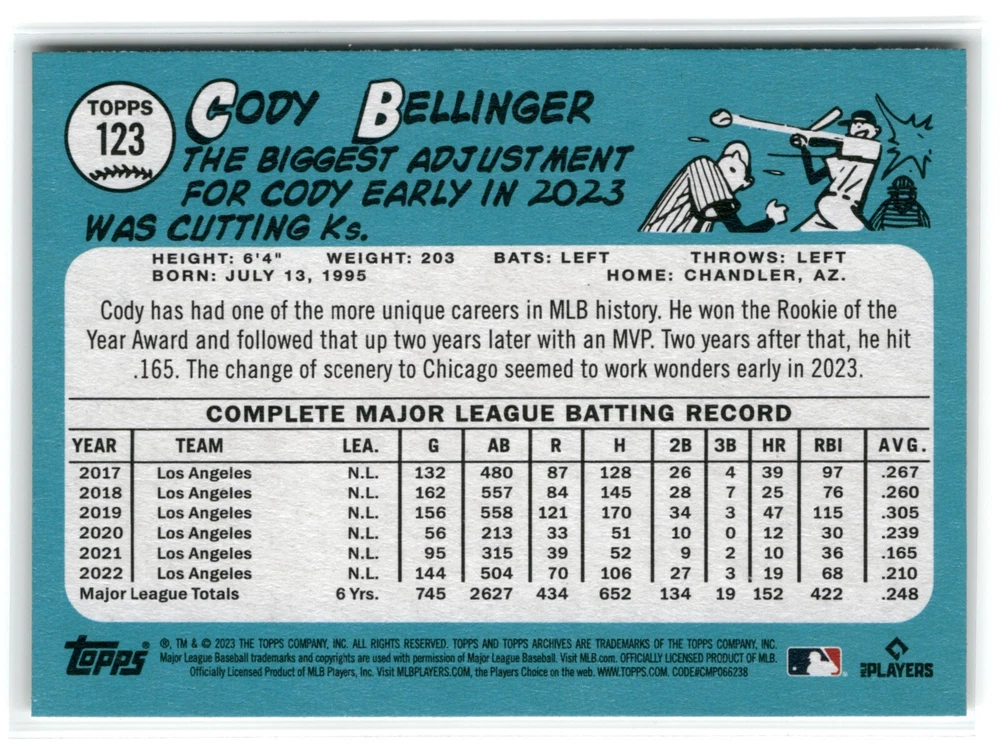 TOPPS
123
CODY BELLINGER
THE BIGGEST ADJUSTMENT
FOR CODY EARLY IN 2023
WAS CUTTING Ks.
HEIGHT: 6'4" WEIGHT: 203 BATS: LEFT THROWS: LEFT
BORN: JULY 13, 1995 HOME: CHANDLER, AZ.
Cody has had one of the more unique careers in MLB history. He won the Rookie of the
Year Award and followed that up two years later with an MVP. Two years after that, he hit
.165. The change of scenery to Chicago seemed to work wonders early in 2023.
COMPLETE MAJOR LEAGUE BATTING RECORD
YEAR TEAM LEA. G AB R H 2B 3B HR RBI AVG.
2017 Los Angeles N.L. 132 480 87 128 26 4 39 97 .267
2018 Los Angeles N.L. 162 557 84 145 28 7 25 76 .260
2019 Los Angeles N.L. 156 558 121 170 34 3 47 115 .305
2020 Los Angeles N.L. 56 213 33 51 10 0 12 30 .239
2021 Los Angeles N.L. 95 315 39 52 9 2 10 36 .165
2022 Los Angeles N.L. 144 504 70 106 27 3 19 68 .210
Major League Totals 6 Yrs. 745 2627 434 652 134 19 152 422 .248
Topps ®, TM & © 2023 THE TOPPS COMPANY, INC. ALL RIGHTS RESERVED. TOPPS AND TOPPS ARCHIVES ARE TRADEMARKS OF THE TOPPS COMPANY, INC.
Major League Baseball trademarks and copyrights are used with permission of Major League Baseball. Visit MLB.com. OFFICIALLY LICENSED PRODUCT OF MLB.
Officially Licensed Product of MLB Players, Inc. Visit MLBPLAYERS.COM, the Players Choice on the web. WWW.TOPPS.COM. CODE#CMP066238
MLB PLAYERS